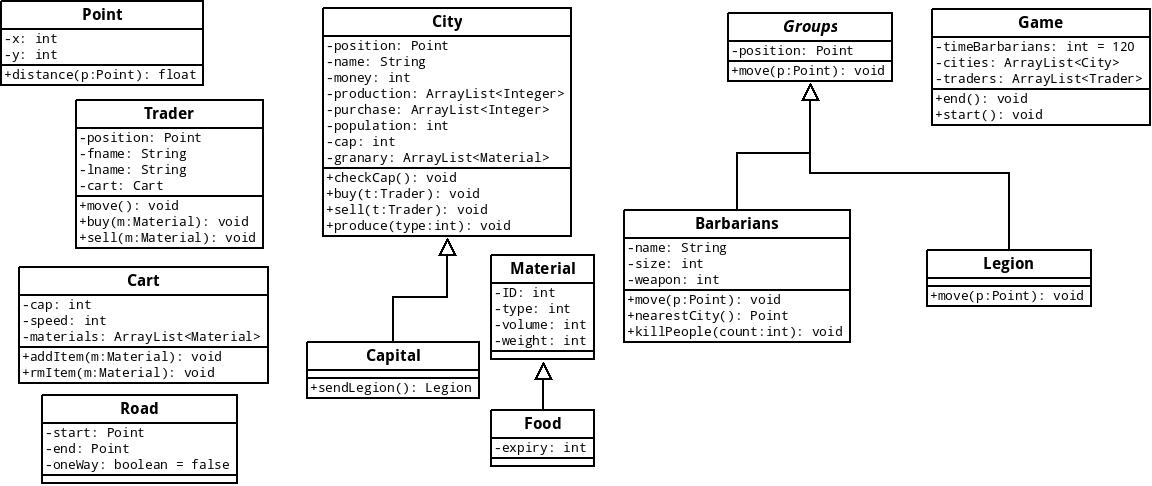 Point
-x: int
-y: int
+distance(p:Point): float
Trader
-position: Point
-fname: String
-lname: String
-cart: Cart
+move(): void
+buy(m:Material): void
+sell(m:Material): void
Cart
-cap: int
-speed: int
-materials: ArrayList<Material>
+addItem(m:Material): void
+rmItem(m:Material): void
Road
-start: Point
-end: Point
-oneWay: boolean = false
City
-position: Point
-name: String
-money: int
-production: ArrayList<Integer>
-purchase: ArrayList<Integer>
-population: int
-cap: int
-granary: ArrayList<Material>
+checkCap(): void
+buy(t:Trader): void
+sell(t:Trader): void
+produce(type:int): void
Capital
+sendLegion(): Legion
Material
-ID: int
-type: int
-volume: int
-weight: int
Food
-expiry: int
Groups
-position: Point
+move(p:Point): void
Barbarians
-name: String
-size: int
-weapon: int
+move(p:Point): void
+nearestCity(): Point
+killPeople(count:int): void
Game
-timeBarbarians: int = 120
-cities: ArrayList<City>
-traders: ArrayList<Trader>
+end(): void
+start(): void
Legion
+move(p:Point): void